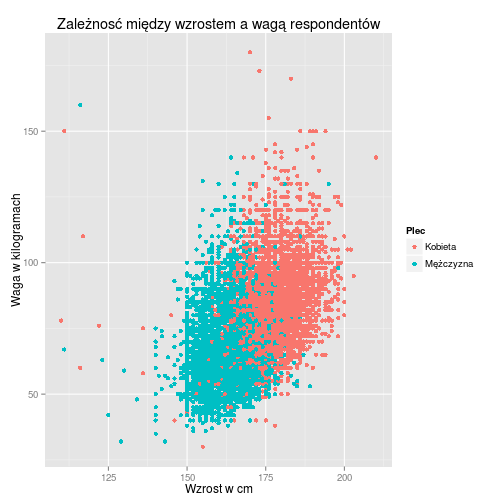 Zależność między wzrostem a wagą respondentów
Waga w kilogramach
150
100
50
125
150
175
200
Wzrost w cm
Plec
Kobieta
Mężczyzna